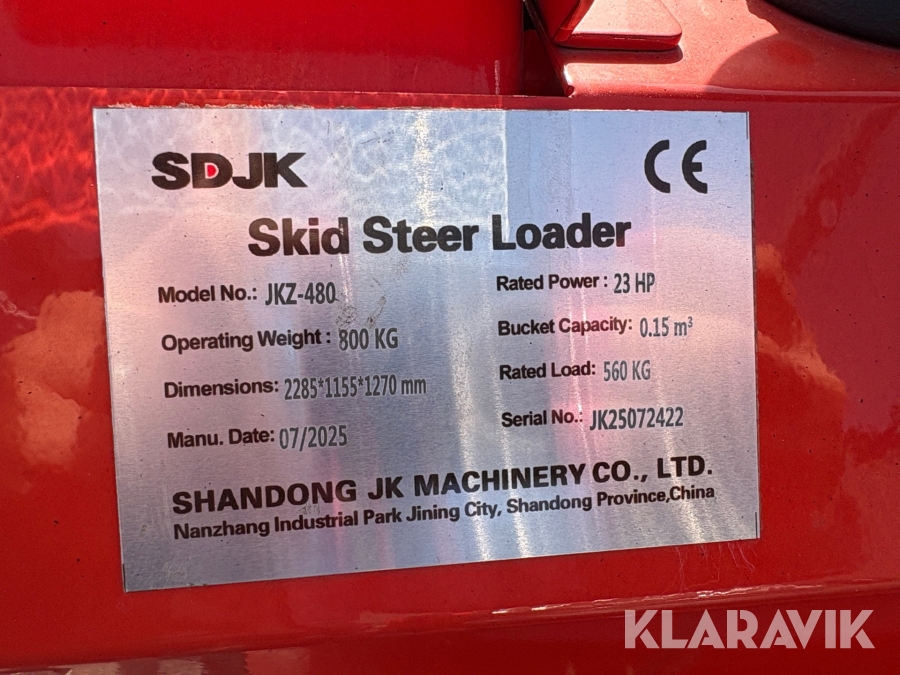 SDJK
CE
Skid Steer Loader
Model No.: JKZ-480
Rated Power : 23 HP
Operating Weight : 800 KG
Bucket Capacity: 0.15 m³
Dimensions: 2285*1155*1270 mm
Rated Load: 560 KG
Manu. Date: 07/2025
Serial No.: JK25072422
SHANDONG JK MACHINERY CO., LTD.
Nanzhang Industrial Park Jining City, Shandong Province,China
KLARAVIK